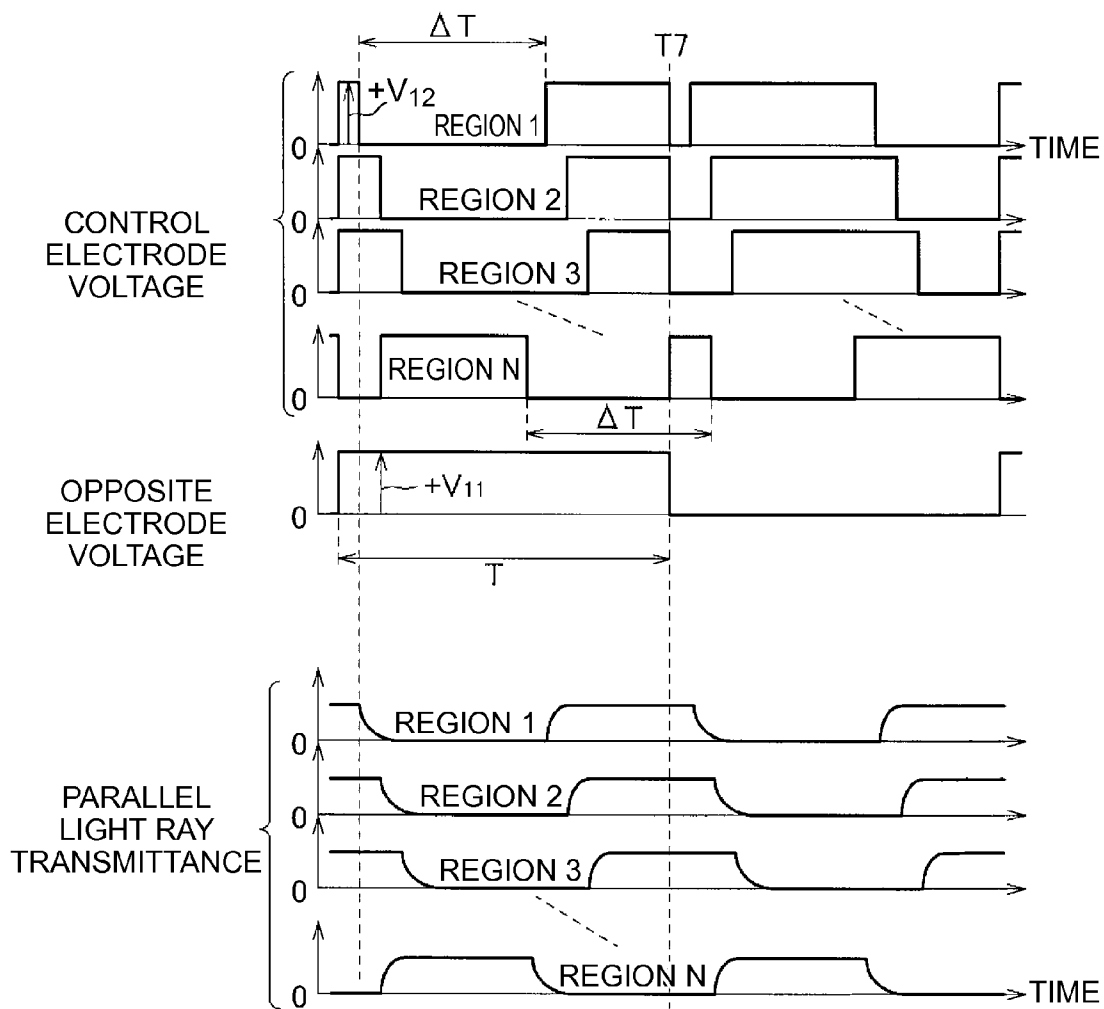 ΔT
T7
+V12
REGION 1
0
TIME
REGION 2
0
CONTROL
ELECTRODE
VOLTAGE
REGION 3
0
REGION N
0
ΔT
OPPOSITE
ELECTRODE
VOLTAGE
+V11
0
T
REGION 1
0
REGION 2
0
PARALLEL
LIGHT RAY
TRANSMITTANCE
REGION 3
0
REGION N
0
TIME